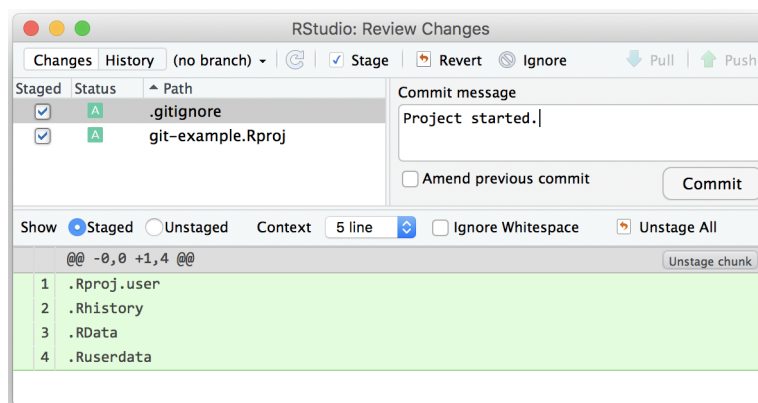 RStudio: Review Changes
Changes History (no branch) Stage Revert Ignore Pull Push
Staged Status Path
A .gitignore
A git-example.Rproj
Commit message
Project started.
Amend previous commit
Commit
Show Staged Unstaged Context 5 line Ignore Whitespace Unstage All
@@ -0,0 +1,4 @@ Unstage chunk
1 .Rproj.user
2 .Rhistory
3 .RData
4 .Ruserdata